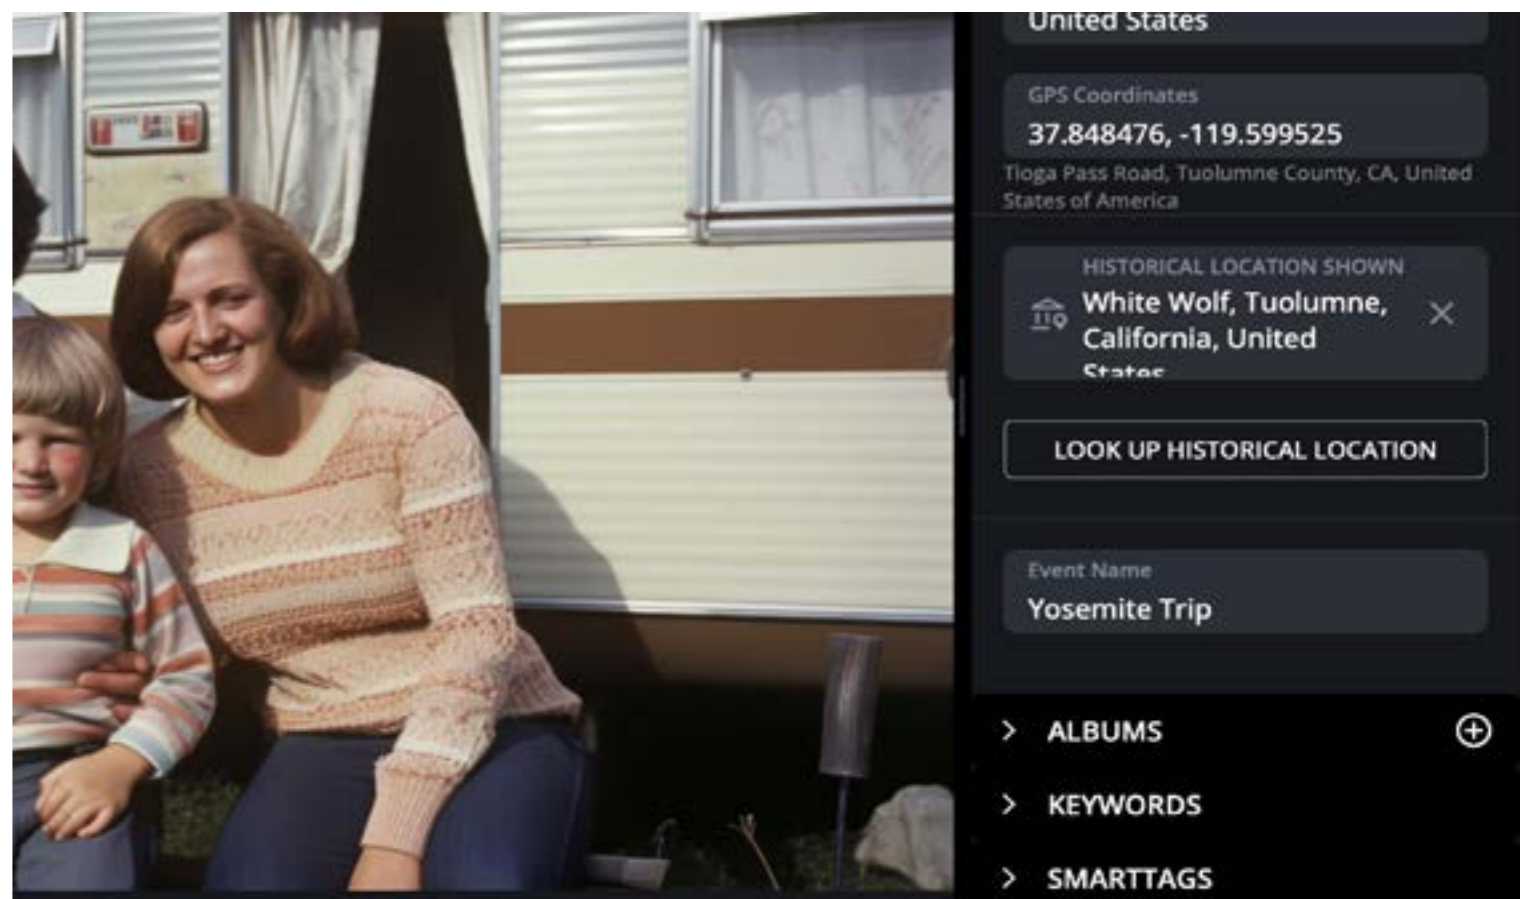 United States
GPS Coordinates
37.848476, -119.599525
Tioga Pass Road, Tuolumne County, CA, United
States of America
HISTORICAL LOCATION SHOWN
White Wolf, Tuolumne,
California, United
States
LOOK UP HISTORICAL LOCATION
Event Name
Yosemite Trip
ALBUMS
KEYWORDS
SMARTTAGS